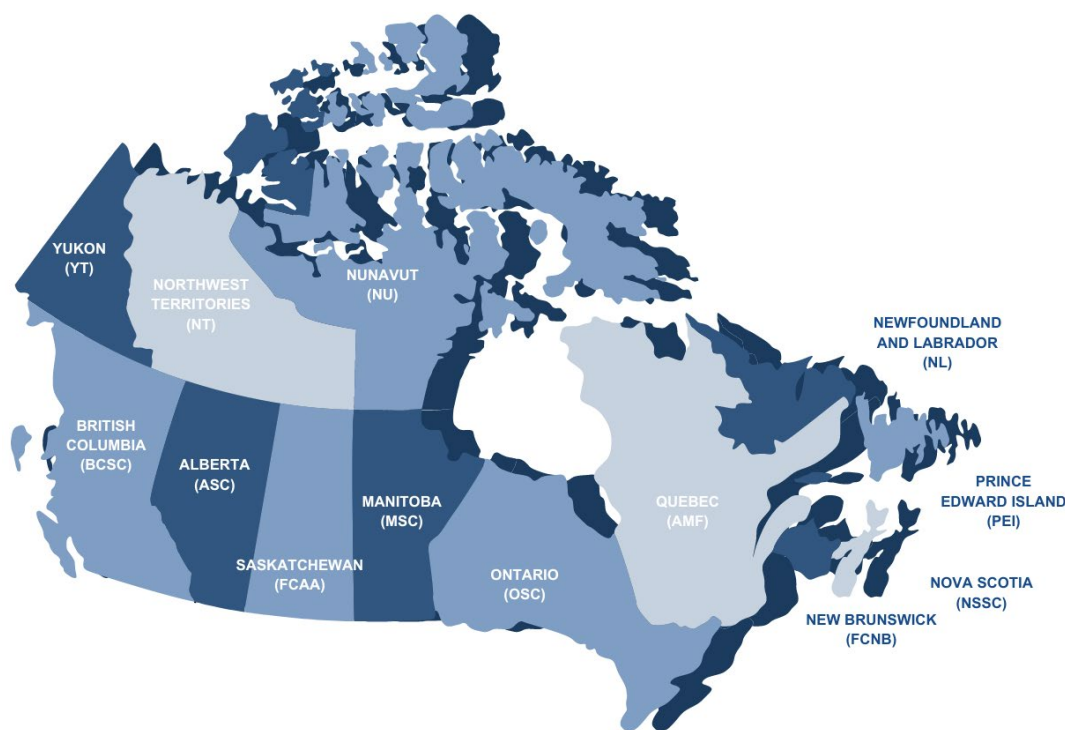 YUKON
(YT)
NORTHWEST
TERRITORIES
(NT)
NUNAVUT
(NU)
NEWFOUNDLAND
AND LABRADOR
(NL)
BRITISH
COLUMBIA
(BCSC)
ALBERTA
(ASC)
SASKATCHEWAN
(FCAA)
MANITOBA
(MSC)
ONTARIO
(OSC)
QUEBEC
(AMF)
PRINCE
EDWARD ISLAND
(PEI)
NOVA SCOTIA
(NSSC)
NEW BRUNSWICK
(FCNB)